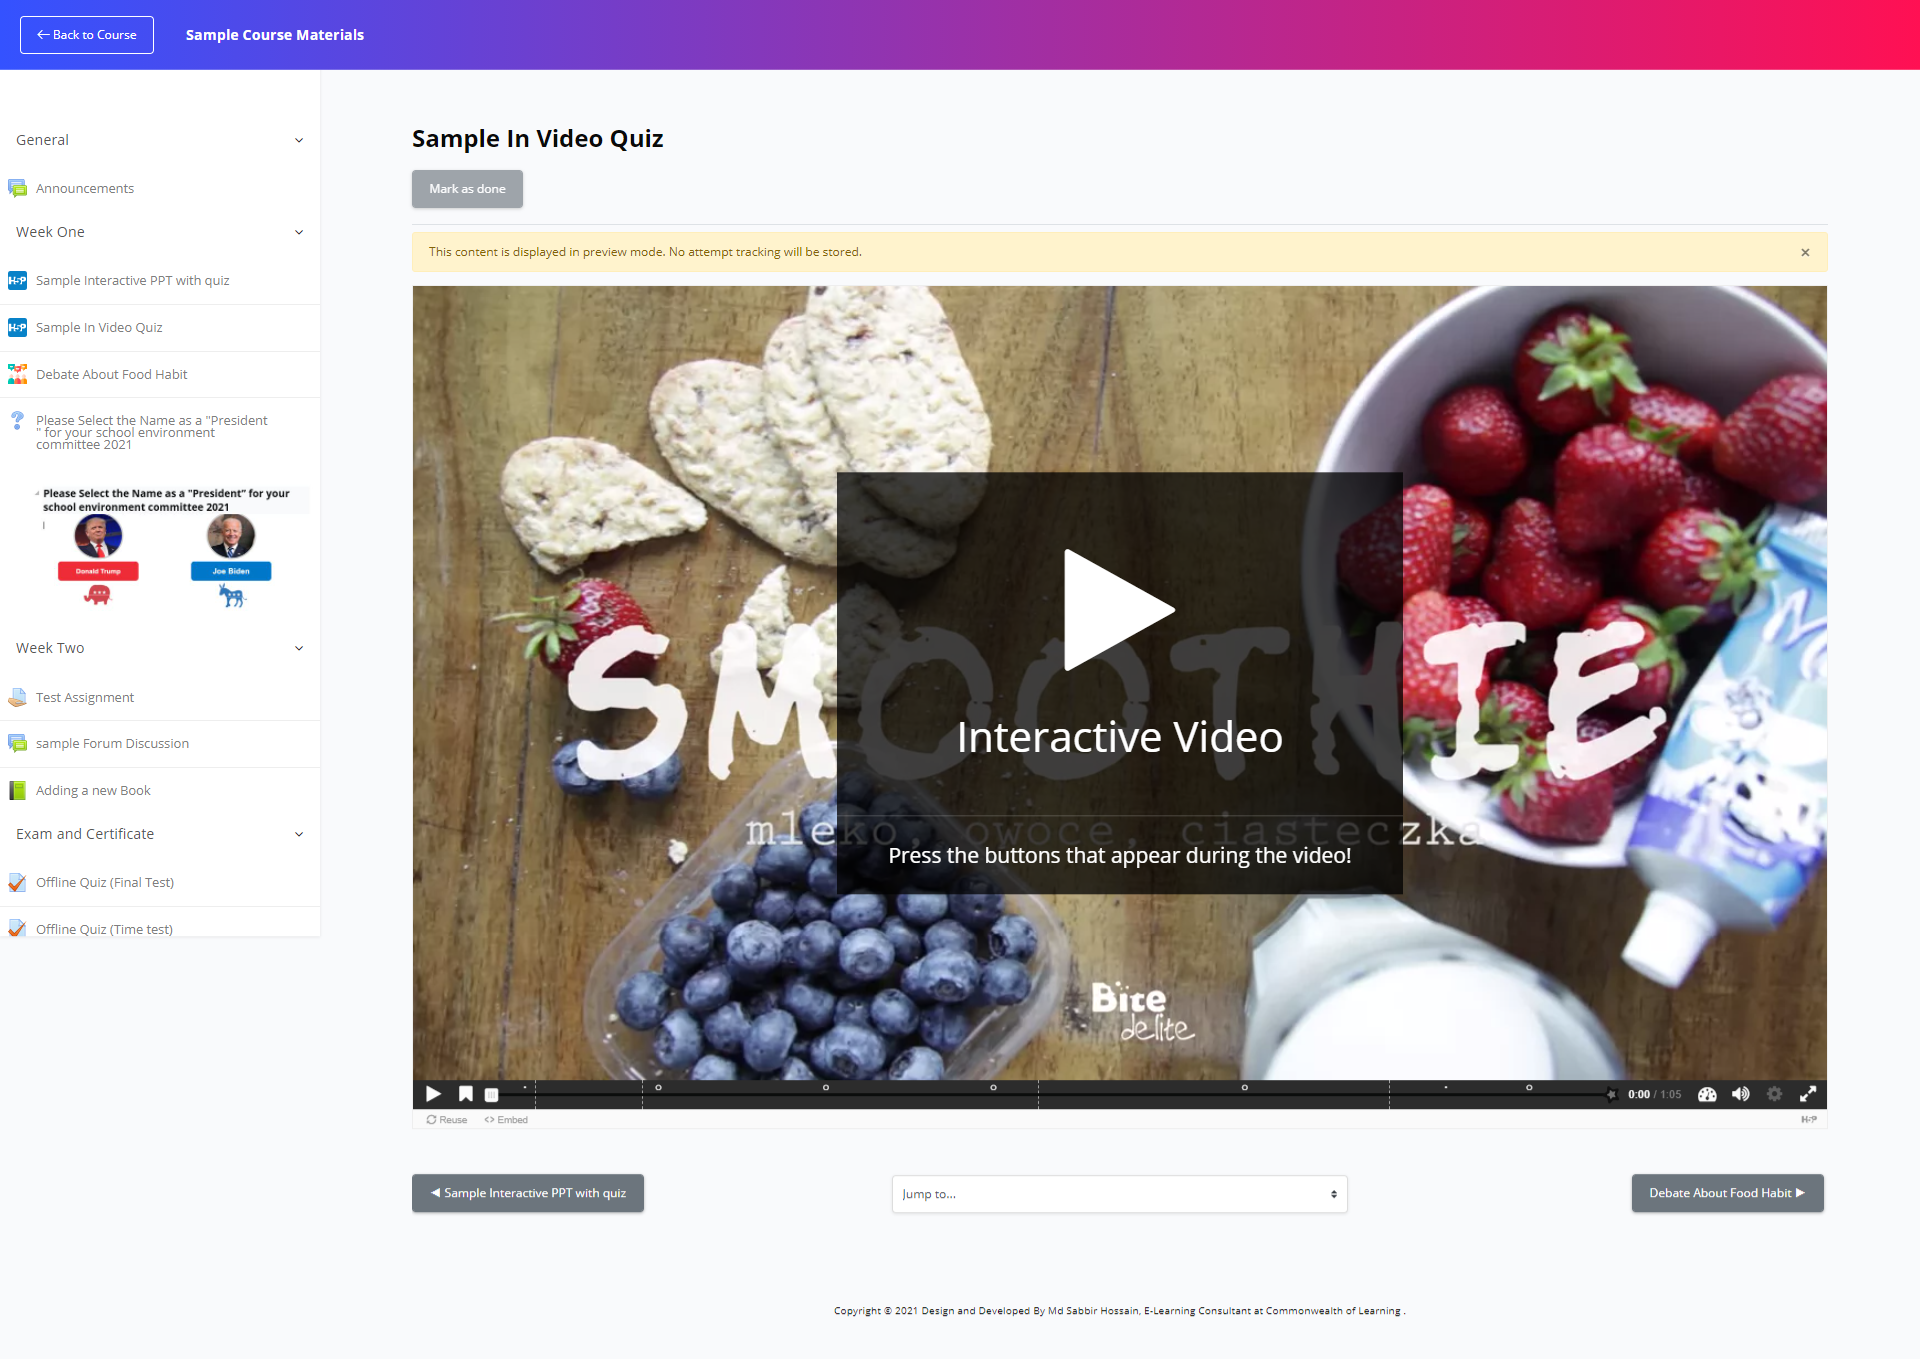 Back to Course
Sample Course Materials
General
Announcements
Week One
H-P
Sample Interactive PPT with quiz
H-P
Sample In Video Quiz
Debate About Food Habit
Please Select the Name as a "President
" for your school environment
committee 2021
Please Select the Name as a "President" for your
school environment committee 2021
Donald Trump
Joe Biden
Week Two
Test Assignment
sample Forum Discussion
Adding a new Book
Exam and Certificate
Offline Quiz (Final Test)
Offline Quiz (Time test)
Sample In Video Quiz
Mark as done
This content is displayed in preview mode. No attempt tracking will be stored.
SMOOTHIE
Interactive Video
mleko, owoce, ciasteczka
Press the buttons that appear during the video!
Bite
delite
0:00 / 1:05
Reuse
Embed
H-P
◀ Sample Interactive PPT with quiz
Jump to...
Debate About Food Habit ▶
Copyright © 2021 Design and Developed By Md Sabbir Hossain, E-Learning Consultant at Commonwealth of Learning .